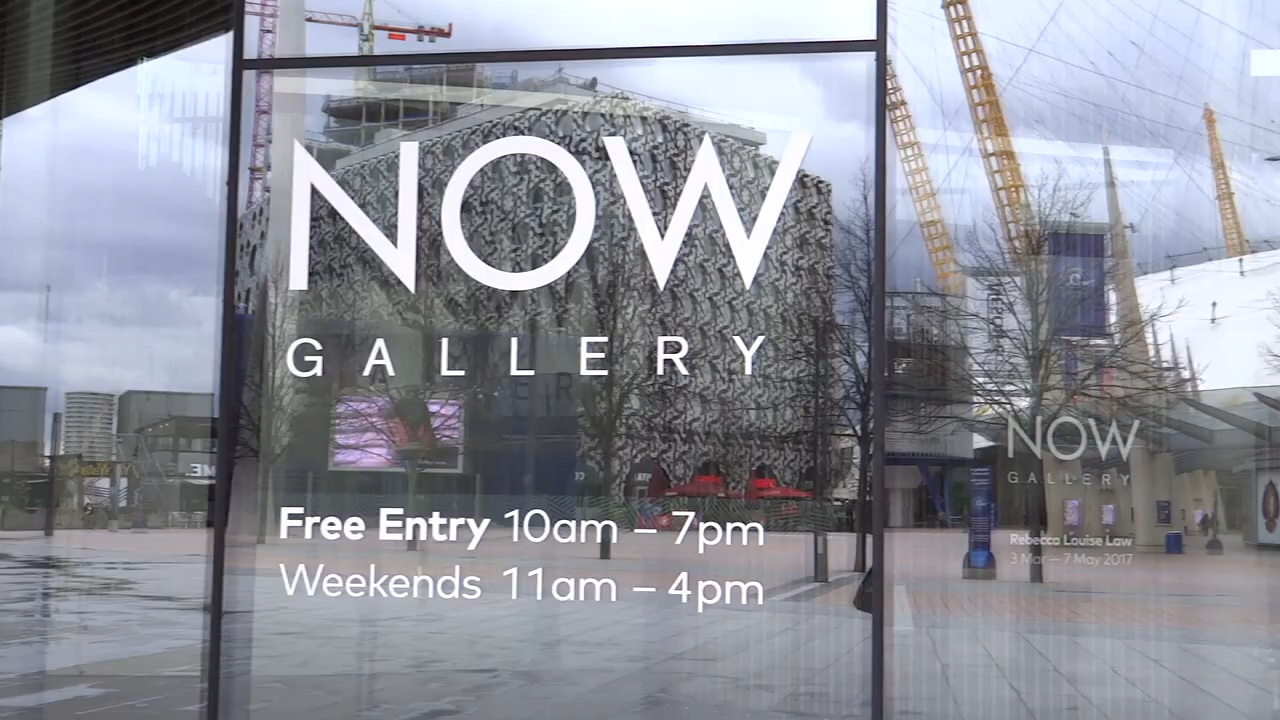 NOW
GALLERY
Free Entry 10am – 7pm
Weekends 11am – 4pm
NOW
GALLERY
Rebecca Louise Law
3 Mar – 7 May 2017